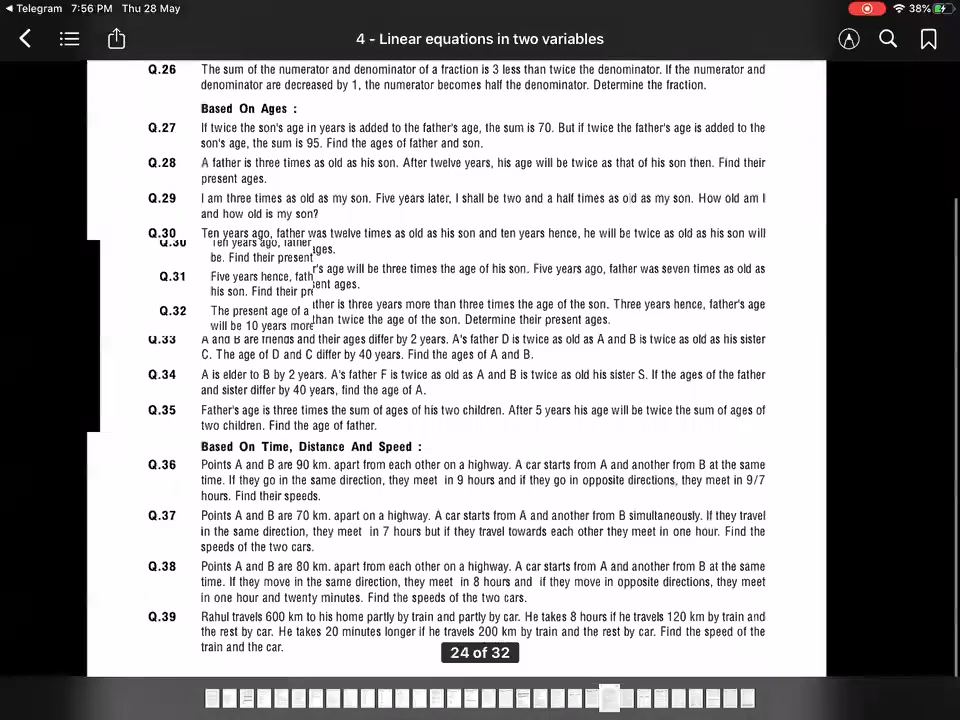 Telegram 7:56 PM Thu 28 May 38%
4 - Linear equations in two variables
Q.26 The sum of the numerator and denominator of a fraction is 3 less than twice the denominator. If the numerator and
denominator are decreased by 1, the numerator becomes half the denominator. Determine the fraction.
Based On Ages :
Q.27 If twice the son's age in years is added to the father's age, the sum is 70. But if twice the father's age is added to the
son's age, the sum is 95. Find the ages of father and son.
Q.28 A father is three times as old as his son. After twelve years, his age will be twice as that of his son then. Find their
present ages.
Q.29 I am three times as old as my son. Five years later, I shall be two and a half times as old as my son. How old am I
and how old is my son?
Q.30 Ten years ago, father was twelve times as old as his son and ten years hence, he will be twice as old as his son will
Q.30 Ten years ago, father
be. Find their present ages.
r's age will be three times the age of his son. Five years ago, father was seven times as old as
Q.31 Five years hence, fath
ent ages.
his son. Find their pre
ather is three years more than three times the age of the son. Three years hence, father's age
Q.32 The present age of a
than twice the age of the son. Determine their present ages.
will be 10 years more
Q.33 A and B are friends and their ages differ by 2 years. A's father D is twice as old as A and B is twice as old as his sister
C. The age of D and C differ by 40 years. Find the ages of A and B.
Q.34 A is elder to B by 2 years. A's father F is twice as old as A and B is twice as old his sister S. If the ages of the father
and sister differ by 40 years, find the age of A.
Q.35 Father's age is three times the sum of ages of his two children. After 5 years his age will be twice the sum of ages of
two children. Find the age of father.
Based On Time, Distance And Speed :
Q.36 Points A and B are 90 km. apart from each other on a highway. A car starts from A and another from B at the same
time. If they go in the same direction, they meet in 9 hours and if they go in opposite directions, they meet in 9/7
hours. Find their speeds.
Q.37 Points A and B are 70 km. apart on a highway. A car starts from A and another from B simultaneously. If they travel
in the same direction, they meet in 7 hours but if they travel towards each other they meet in one hour. Find the
speeds of the two cars.
Q.38 Points A and B are 80 km. apart from each other on a highway. A car starts from A and another from B at the same
time. If they move in the same direction, they meet in 8 hours and if they move in opposite directions, they meet
in one hour and twenty minutes. Find the speeds of the two cars.
Q.39 Rahul travels 600 km to his home partly by train and partly by car. He takes 8 hours if he travels 120 km by train and
the rest by car. He takes 20 minutes longer if he travels 200 km by train and the rest by car. Find the speed of the
train and the car.
24 of 32